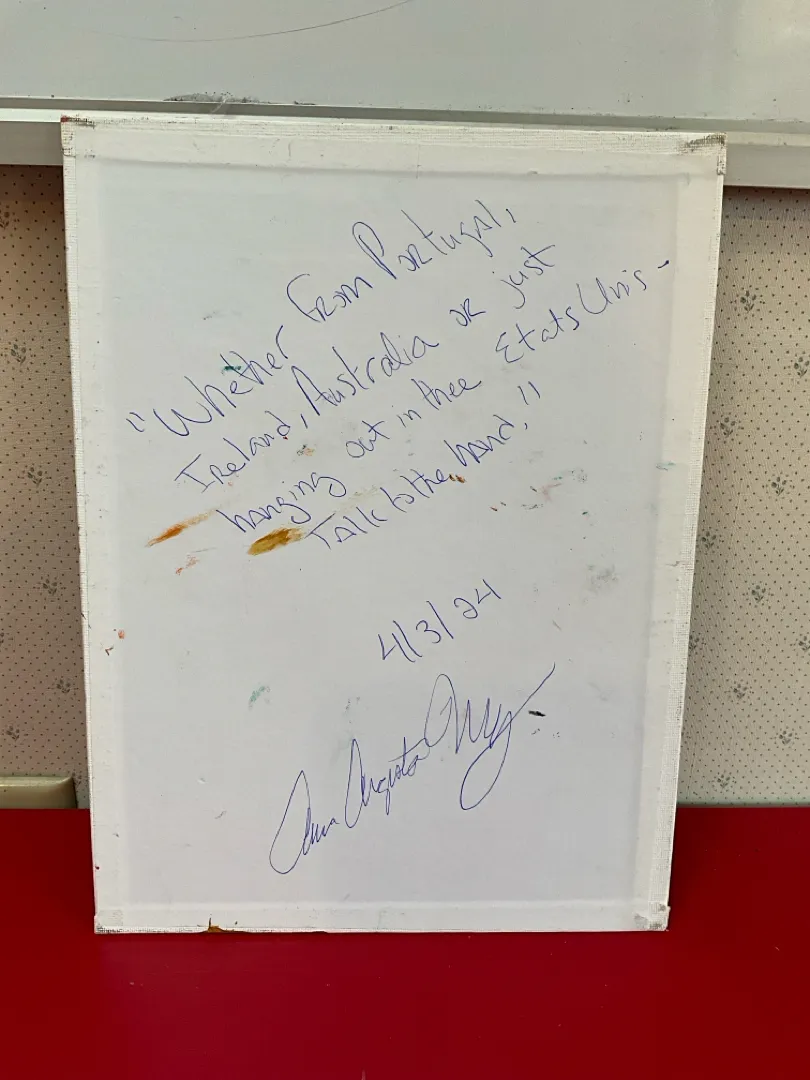 "Whether from Portugal,
Ireland, Australia or just
hanging out in thee Etats Unis -
Talk to the hand."
4/3/24